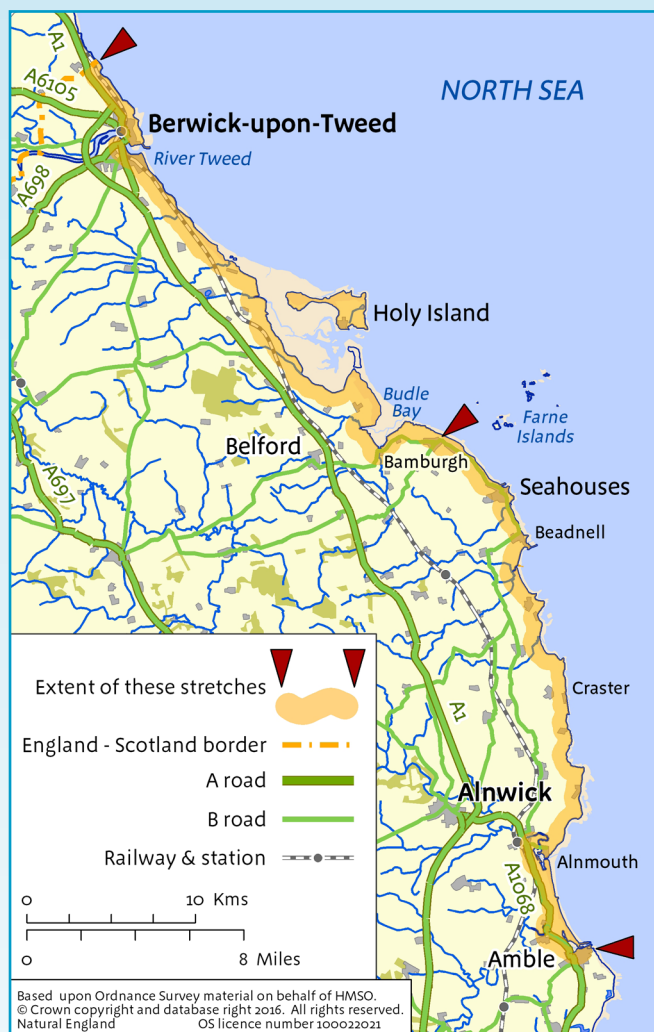 A1
A6105
NORTH SEA
Berwick-upon-Tweed
River Tweed
A698
Holy Island
Budle
Bay
Farne
Islands
Belford
Bamburgh
A697
Seahouses
Beadnell
Craster
A1
Alnwick
Alnmouth
A1068
Amble
Extent of these stretches
England - Scotland border
A road
B road
Railway & station
0 10 Kms
0 8 Miles
Based upon Ordnance Survey material on behalf of HMSO.
© Crown copyright and database right 2016. All rights reserved.
Natural England OS licence number 100022021